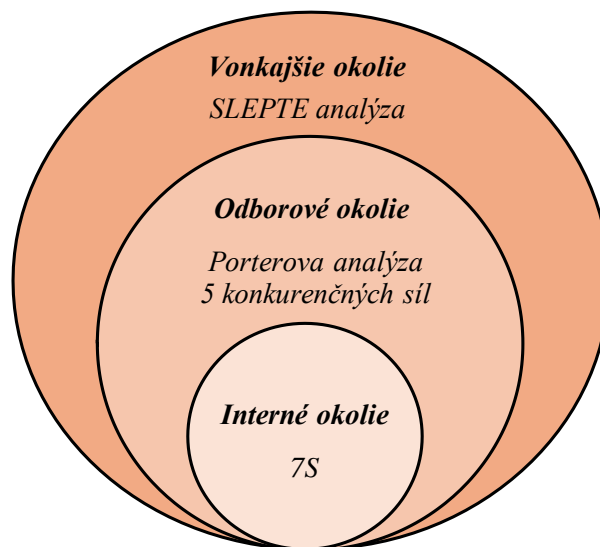 Vonkajšie okolie
SLEPTE analýza
Odborové okolie
Porterova analýza
5 konkurenčných síl
Interné okolie
7S